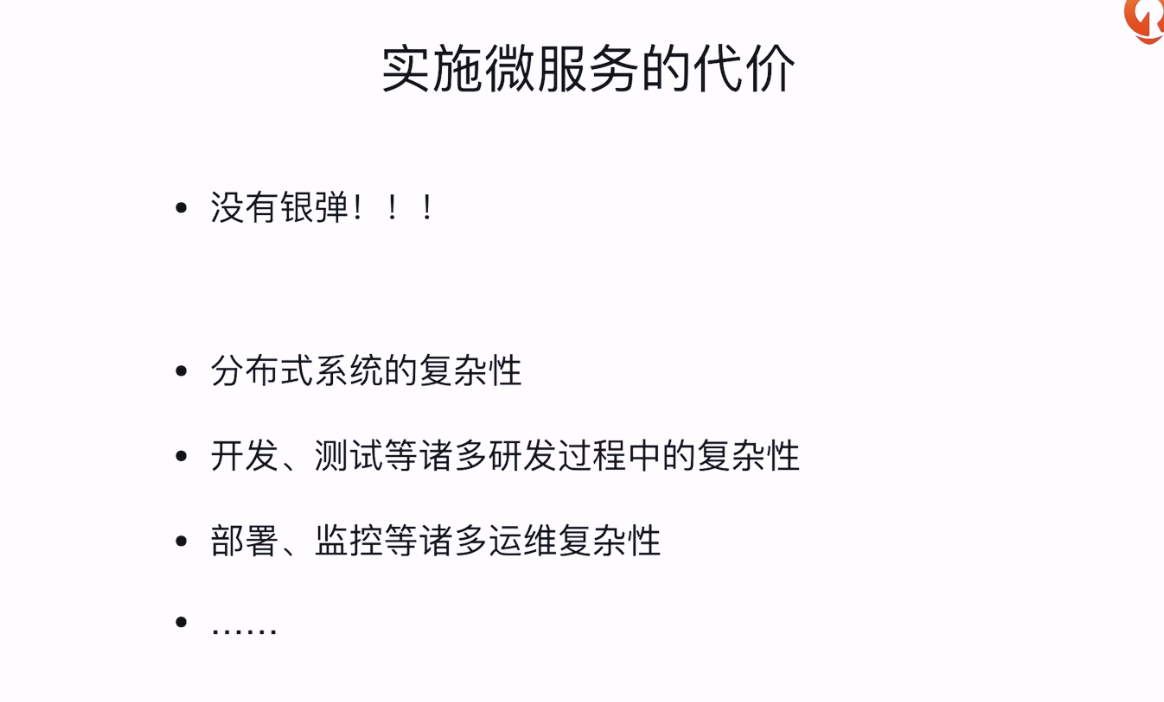 实施微服务的代价
• 没有银弹！！！
• 分布式系统的复杂性
• 开发、测试等诸多研发过程中的复杂性
• 部署、监控等诸多运维复杂性
• ……